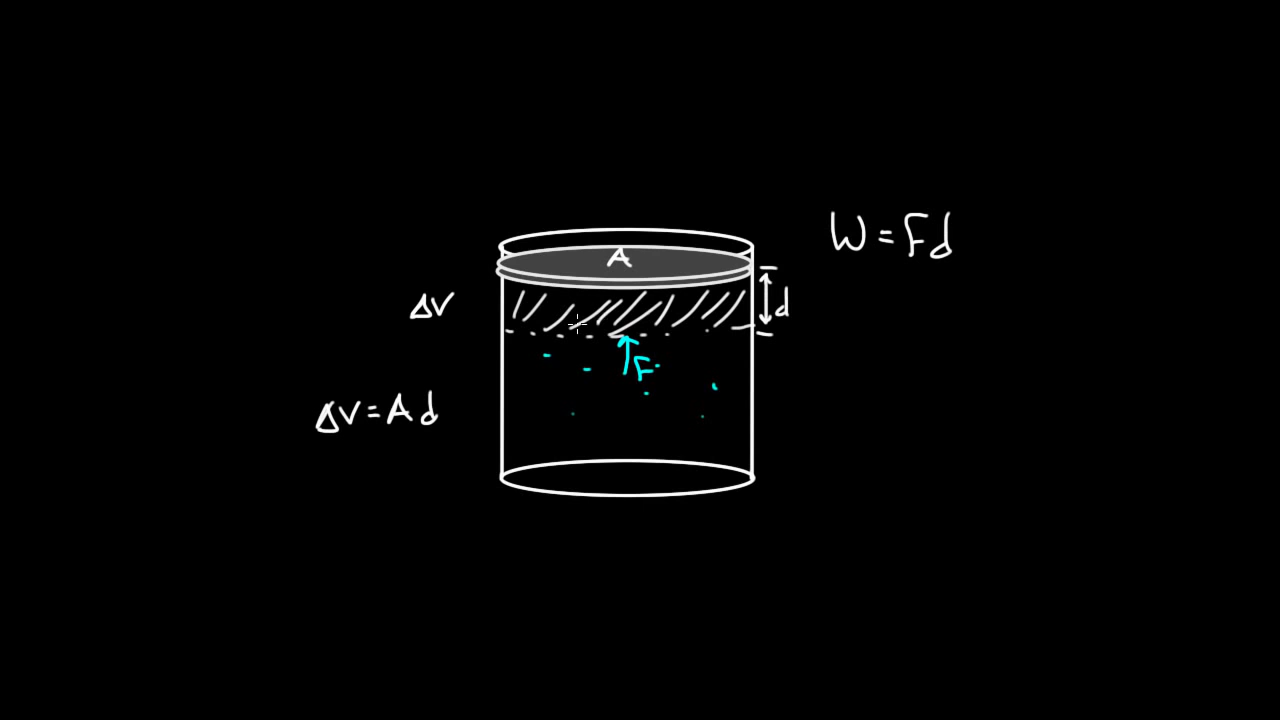 W = Fd
A
ΔV
d
F
ΔV = Ad